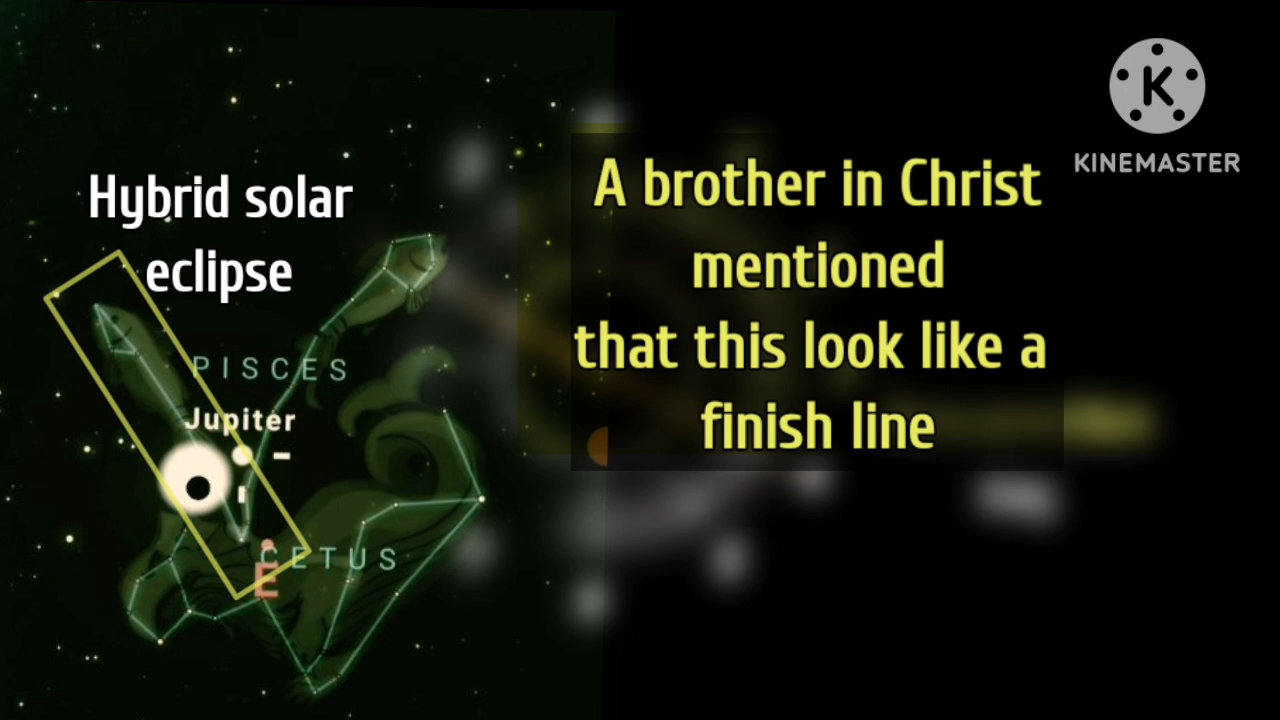 Hybrid solar
eclipse
PISCES
Jupiter
CETUS
E
A brother in Christ
mentioned
that this look like a
finish line
K
KINEMASTER